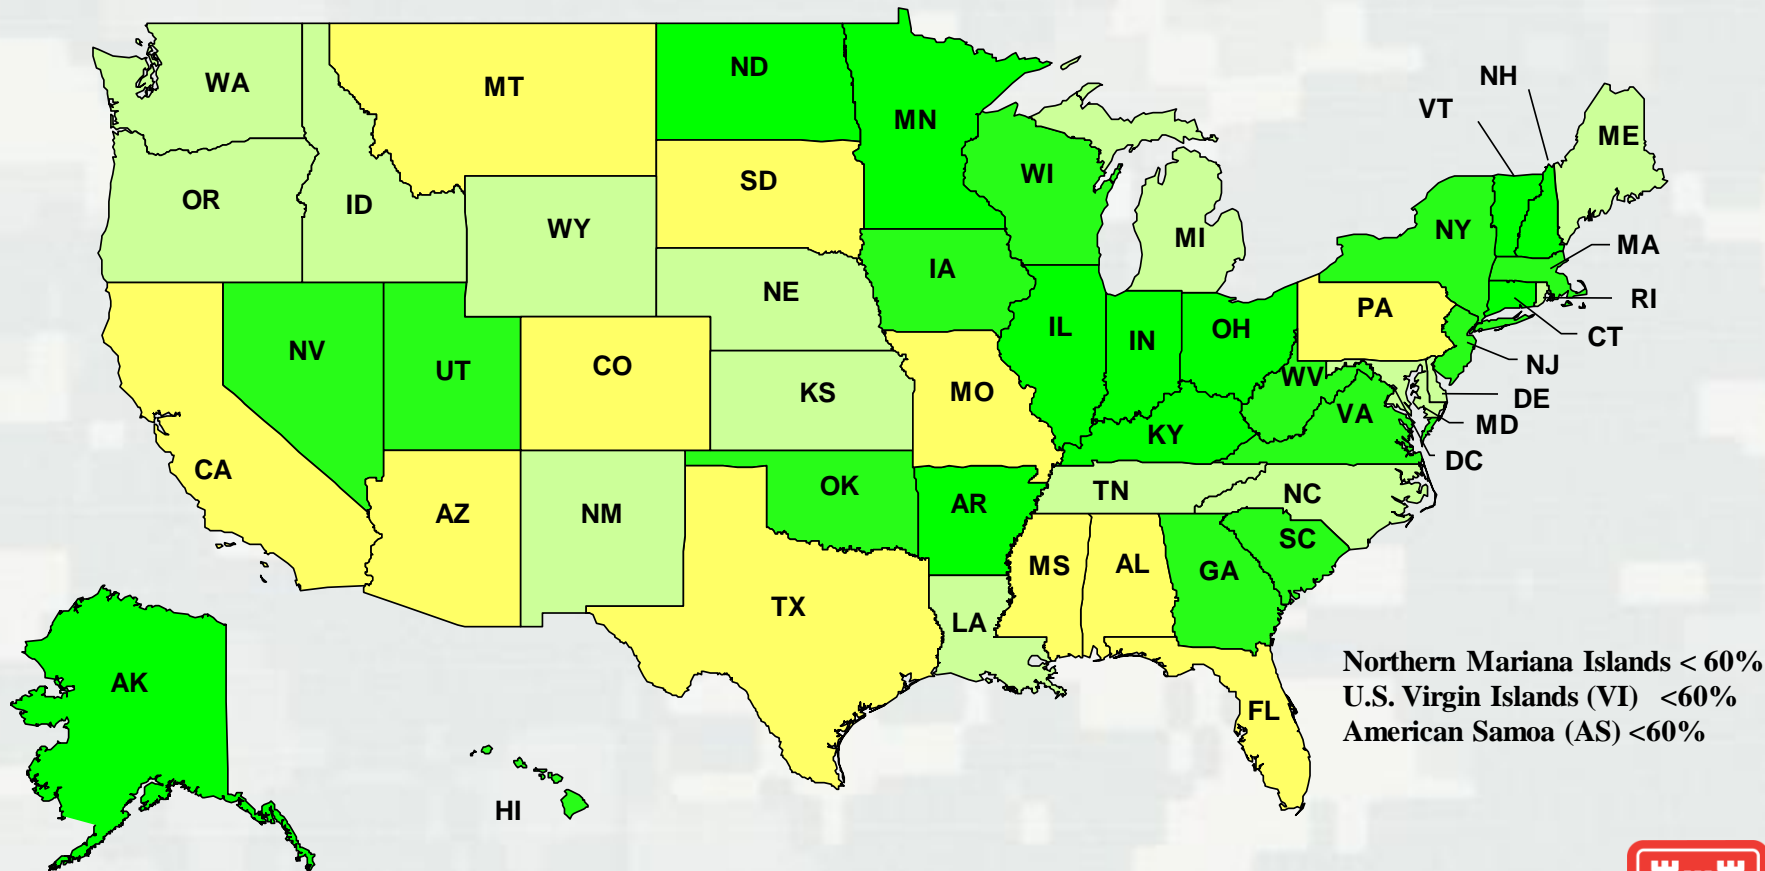 NH
WA
MT
ND
VT
MN
ME
WI
SD
OR
ID
WY
NY
MI
MA
IA
NE
RI
PA
IL
OH
CT
NV
IN
UT
CO
NJ
WV
KS
MO
DE
VA
MD
KY
DC
CA
OK
TN
NC
AR
AZ
NM
SC
MS
AL
GA
TX
LA
Northern Mariana Islands < 60%
AK
U.S. Virgin Islands (VI) <60%
FL
American Samoa (AS) <60%
HI